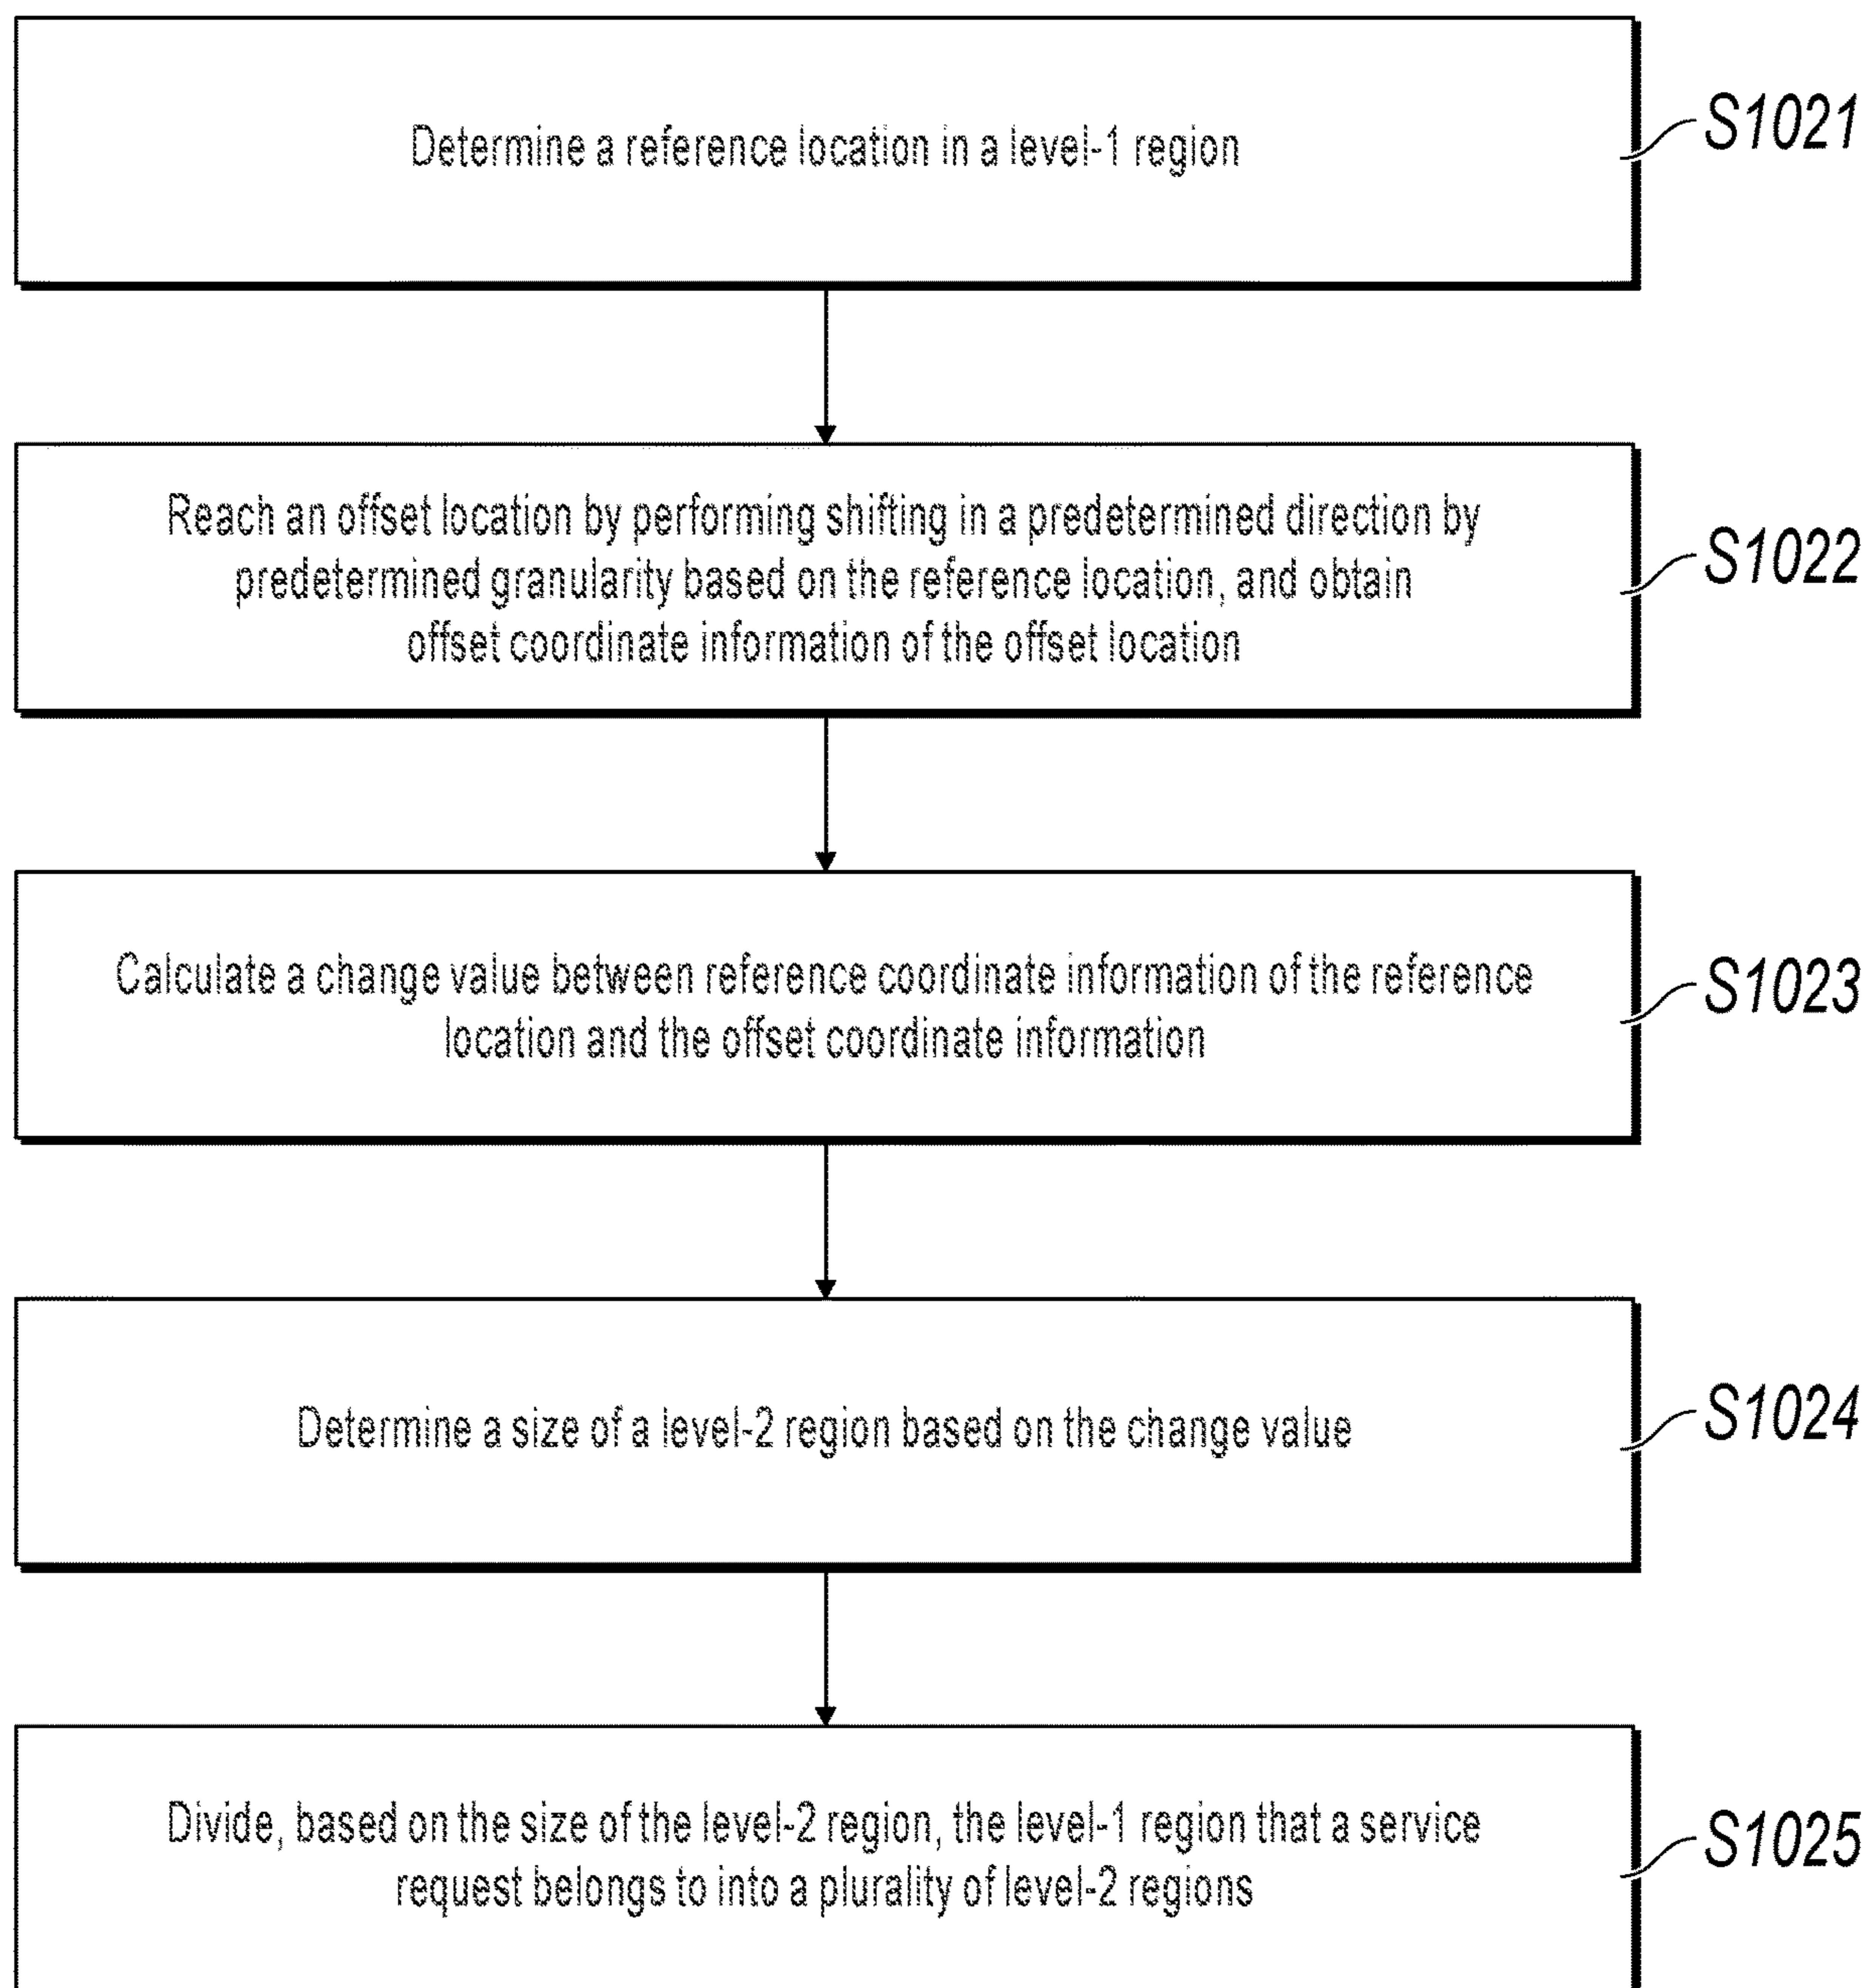 Determine a reference location in a level-1 region
S1021
Reach an offset location by performing shifting in a predetermined direction by
predetermined granularity based on the reference location, and obtain
offset coordinate information of the offset location
S1022
Calculate a change value between reference coordinate information of the reference
location and the offset coordinate information
S1023
Determine a size of a level-2 region based on the change value
S1024
Divide, based on the size of the level-2 region, the level-1 region that a service
request belongs to into a plurality of level-2 regions
S1025